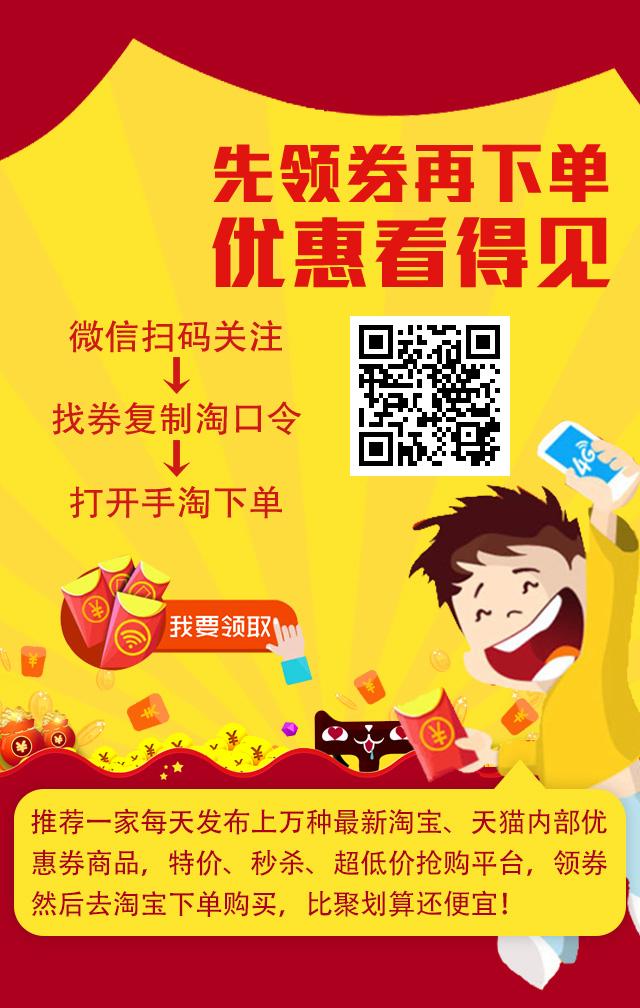 先领券再下单
优惠看得见
微信扫码关注
找券复制淘口令
打开手淘下单
4G
我要领取
推荐一家每天发布上万种最新淘宝、天猫内部优
惠券商品，特价、秒杀、超低价抢购平台，领券
然后去淘宝下单购买，比聚划算还便宜！